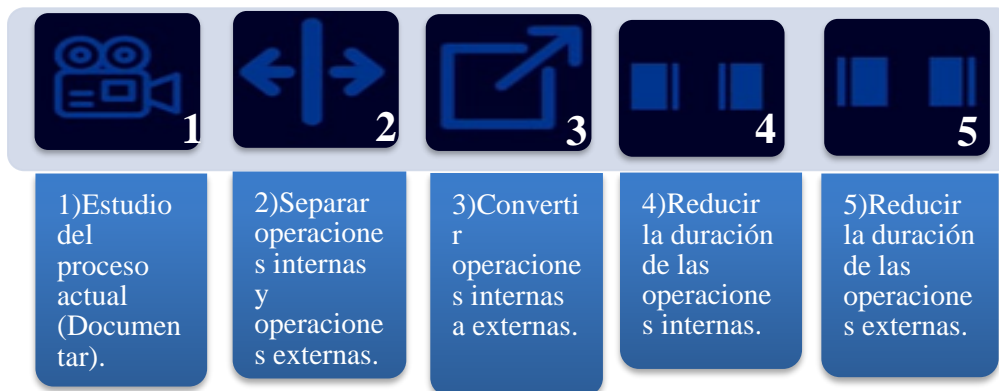 1
2
3
4
5
1)Estudio
del
proceso
actual
(Documen
tar).
2)Separar
operacione
s internas
y
operacione
s externas.
3)Converti
r
operacione
s internas
a externas.
4)Reducir
la duración
de las
operacione
s internas.
5)Reducir
la duración
de las
operacione
s externas.